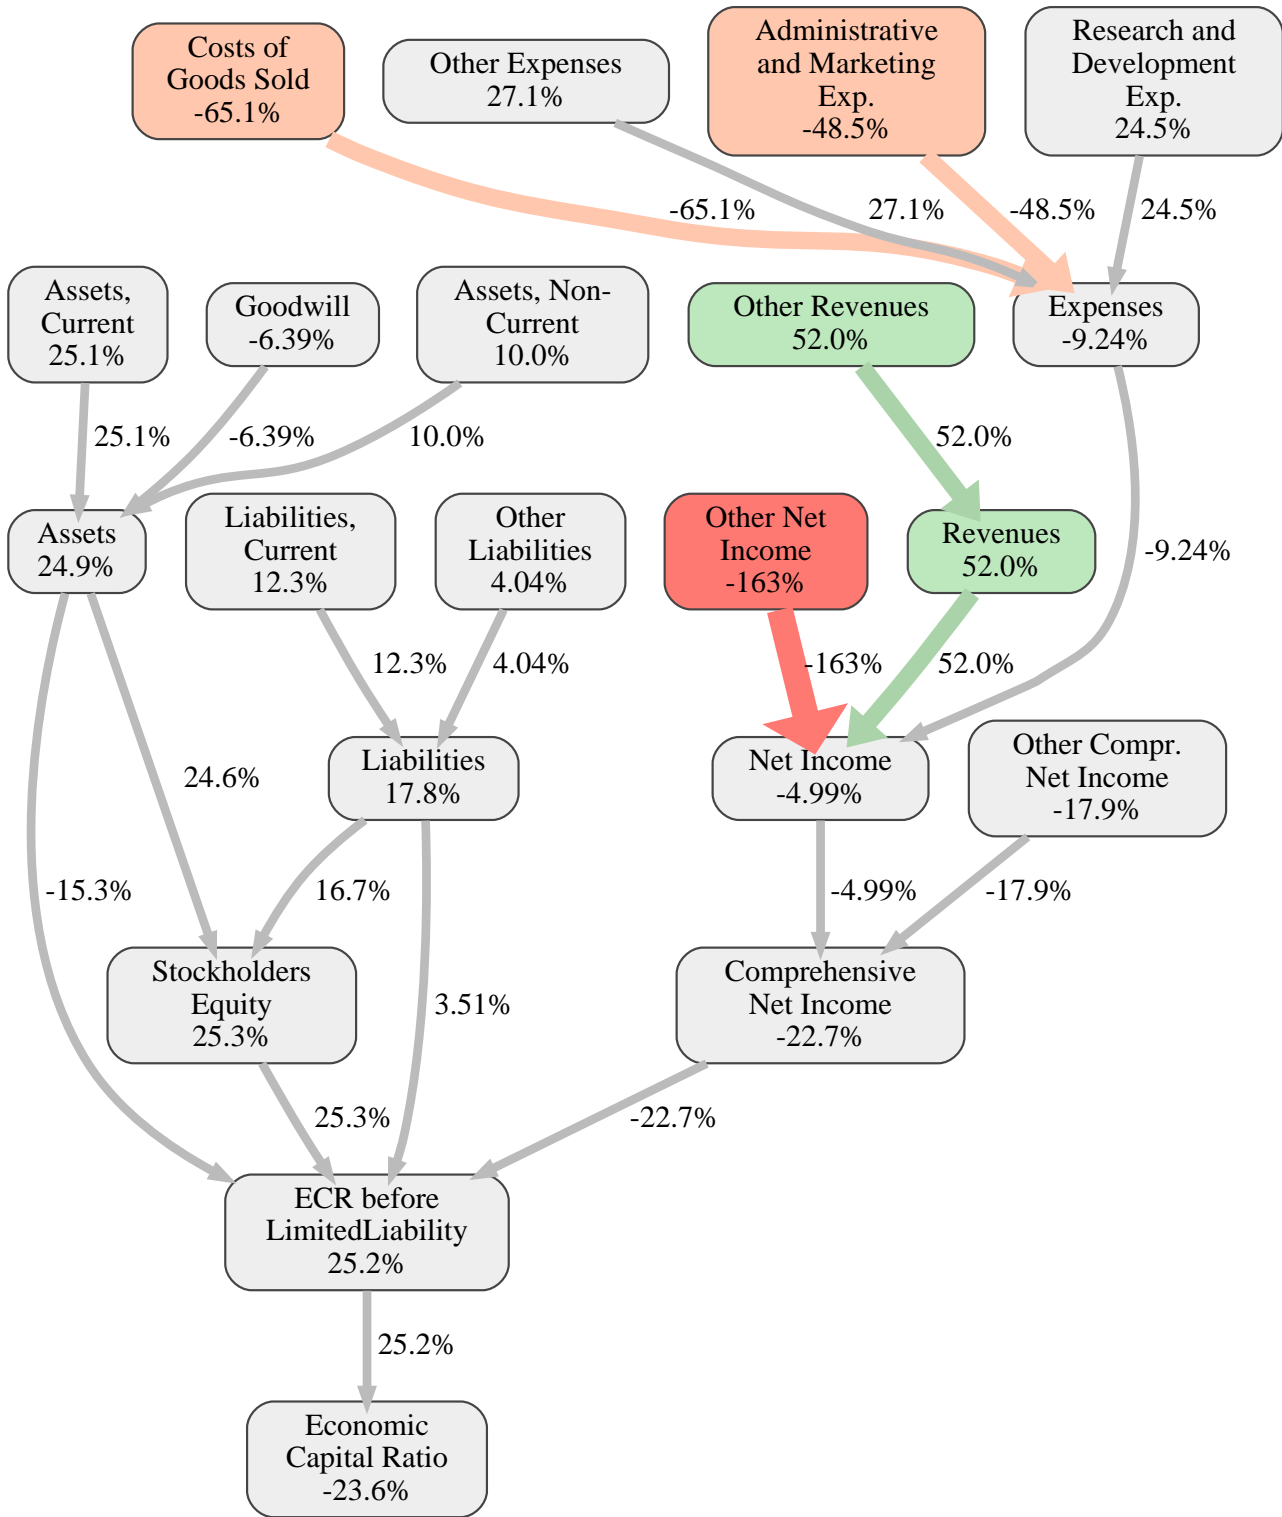 Costs of
Goods Sold
-65.1%
Other Expenses
27.1%
Administrative
and Marketing
Exp.
-48.5%
Research and
Development
Exp.
24.5%
-65.1%
27.1%
-48.5%
24.5%
Assets,
Current
25.1%
Goodwill
-6.39%
Assets, Non-
Current
10.0%
Other Revenues
52.0%
Expenses
-9.24%
25.1%
-6.39%
10.0%
52.0%
Assets
24.9%
Liabilities,
Current
12.3%
Other
Liabilities
4.04%
Other Net
Income
-163%
Revenues
52.0%
-9.24%
12.3%
4.04%
-163%
52.0%
24.6%
Liabilities
17.8%
Net Income
-4.99%
Other Compr.
Net Income
-17.9%
-15.3%
16.7%
-4.99%
-17.9%
Stockholders
Equity
25.3%
3.51%
Comprehensive
Net Income
-22.7%
25.3%
-22.7%
ECR before
LimitedLiability
25.2%
25.2%
Economic
Capital Ratio
-23.6%